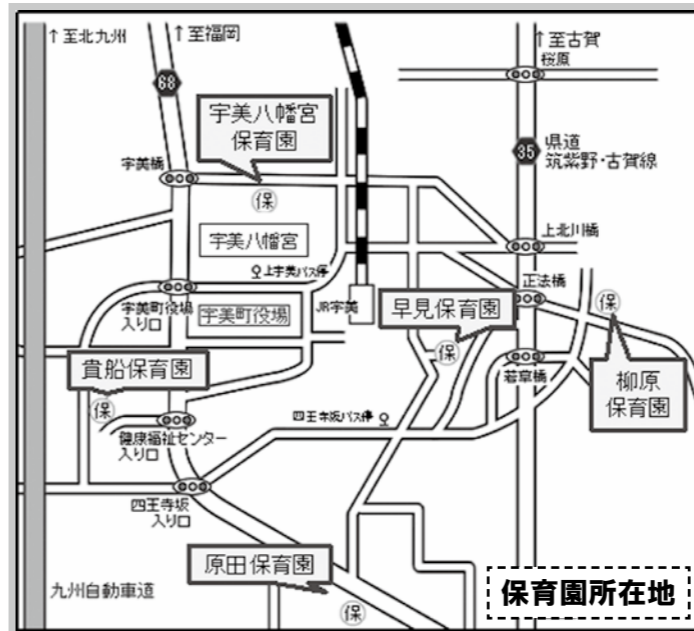 ↑至北九州
↑至福岡
↑至古賀
桜原
68
宇美八幡宮
保育園
35
県道
筑紫野・古賀線
宇美橋
保
宇美八幡宮
上北川橋
上宇美バス停
正法橋
宇美町役場
入り口
宇美町役場
JR宇美
早見保育園
保
保
貴船保育園
若草橋
柳原
保育園
保
四王寺坂バス停
健康福祉センター
入り口
四王寺坂
入り口
原田保育園
保
九州自動車道
保育園所在地